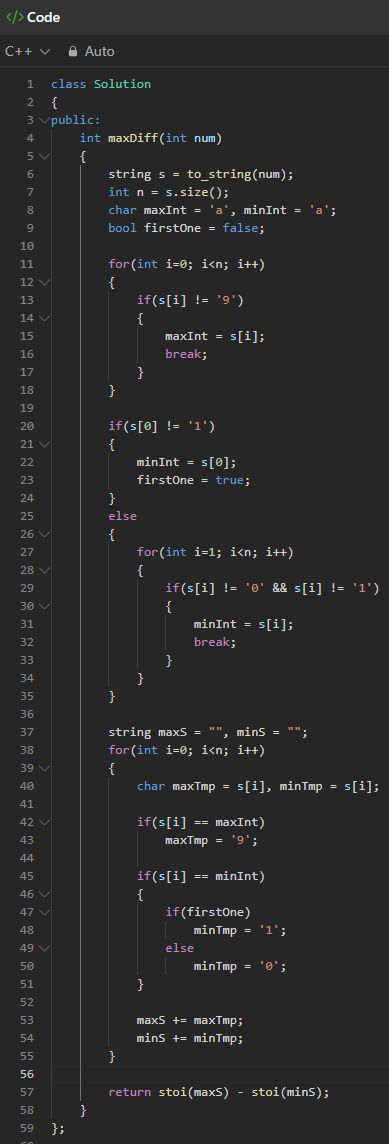 </> Code
C++ Auto
1 class Solution
2 {
3 public:
4     int maxDiff(int num)
5     {
6         string s = to_string(num);
7         int n = s.size();
8         char maxInt = 'a', minInt = 'a';
9         bool firstOne = false;
10
11         for(int i=0; i<n; i++)
12         {
13             if(s[i] != '9')
14             {
15                 maxInt = s[i];
16                 break;
17             }
18         }
19
20         if(s[0] != '1')
21         {
22             minInt = s[0];
23             firstOne = true;
24         }
25         else
26         {
27             for(int i=1; i<n; i++)
28             {
29                 if(s[i] != '0' && s[i] != '1')
30                 {
31                     minInt = s[i];
32                     break;
33                 }
34             }
35         }
36
37         string maxS = "", minS = "";
38         for(int i=0; i<n; i++)
39         {
40             char maxTmp = s[i], minTmp = s[i];
41
42             if(s[i] == maxInt)
43                 maxTmp = '9';
44
45             if(s[i] == minInt)
46             {
47                 if(firstOne)
48                     minTmp = '1';
49                 else
50                     minTmp = '0';
51             }
52
53             maxS += maxTmp;
54             minS += minTmp;
55         }
56
57         return stoi(maxS) - stoi(minS);
58     }
59 };